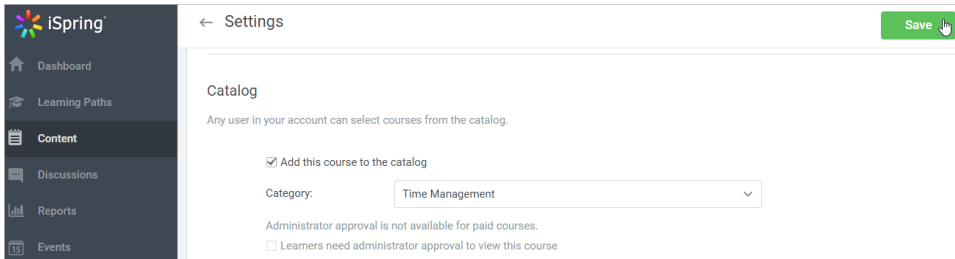 iSpring
← Settings
Save
Dashboard
Learning Paths
Content
Discussions
Reports
15 Events
Catalog
Any user in your account can select courses from the catalog.
Add this course to the catalog
Category: Time Management
Administrator approval is not available for paid courses.
Learners need administrator approval to view this course